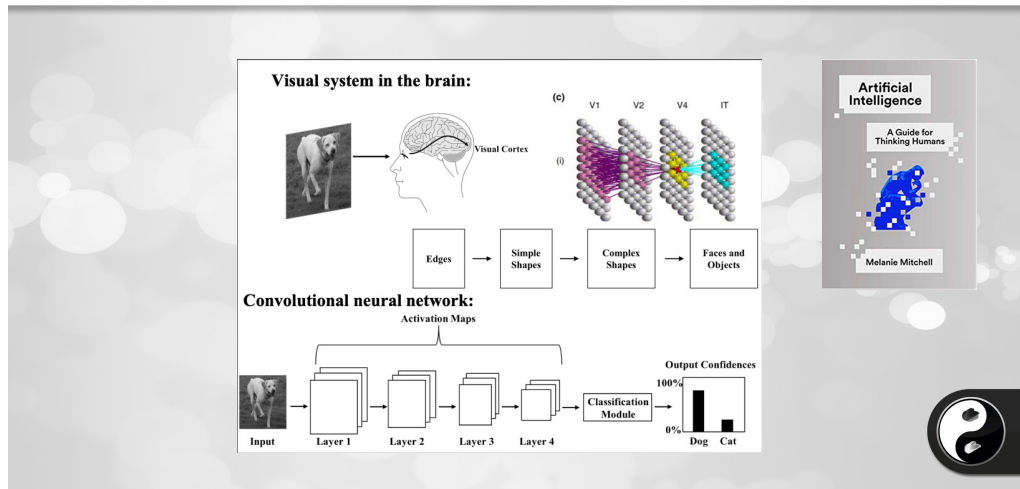 Visual system in the brain:
Visual Cortex
(c)
V1 V2 V4 IT
(i)
Edges
Simple
Shapes
Complex
Shapes
Faces and
Objects
Convolutional neural network:
Activation Maps
Input
Layer 1
Layer 2
Layer 3
Layer 4
Classification
Module
Output Confidences
100%
0%
Dog Cat
Artificial
Intelligence
A Guide for
Thinking Humans
Melanie Mitchell